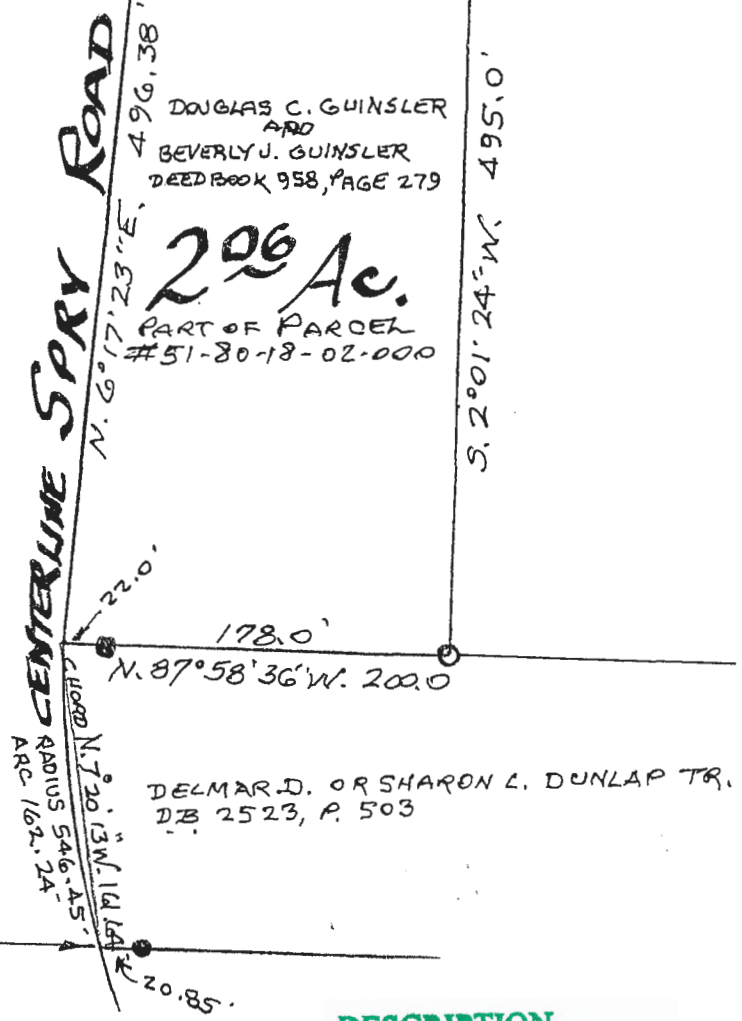 CENTERLINE SPRY ROAD
N. 6°17'23"E. 496.38'
DOUGLAS C. GUINSLER
AND
BEVERLY J. GUINSLER
DEED BOOK 958, PAGE 279
2 06 Ac.
PART OF PARCEL
#51-80-18-02-000
S. 2°01'24"W. 495.0'
22.0'
178.0'
N. 87°58'36"W. 200.0
CHORD N. 7°20'13"W. 161.64'
RADIUS 546.45'
ARC 162.24'
DELMAR D. OR SHARON L. DUNLAP TR.
DB 2523, P. 503
20.85'
DESCRIPTION